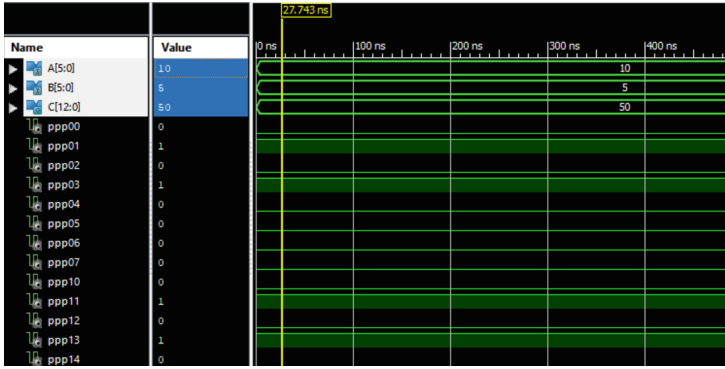 27.743 ns
Name Value 0 ns 100 ns 200 ns 300 ns 400 ns
A[5:0] 10 10
B[5:0] 5 5
C[12:0] 50 50
ppp00 0
ppp01 1
ppp02 0
ppp03 1
ppp04 0
ppp05 0
ppp06 0
ppp07 0
ppp10 0
ppp11 1
ppp12 0
ppp13 1
ppp14 0